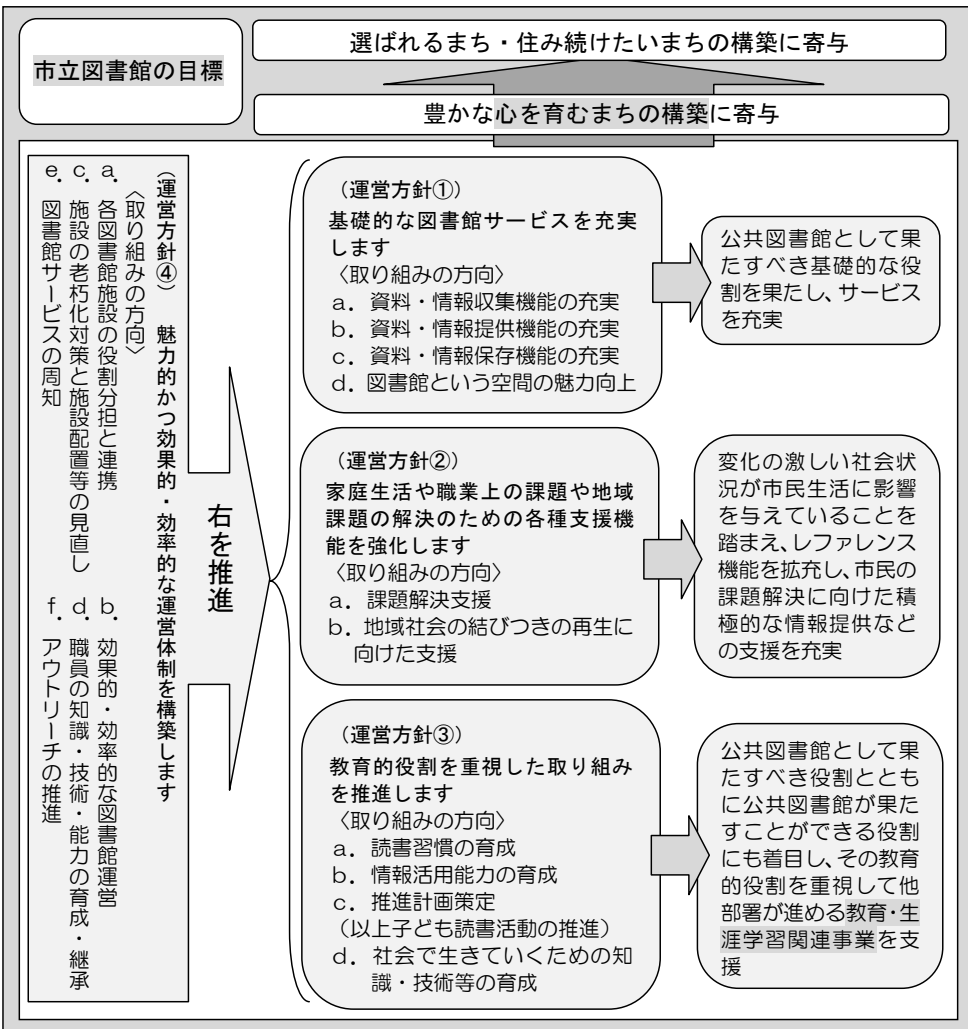 市立図書館の目標
選ばれるまち・住み続けたいまちの構築に寄与
豊かな心を育むまちの構築に寄与
（運営方針④）　魅力的かつ効果的・効率的な運営体制を構築します
〈取り組みの方向〉
a．各図書館施設の役割分担と連携　b．効果的・効率的な図書館運営
c．施設の老朽化対策と施設配置等の見直し　d．職員の知識・技術・能力の育成・継承
e．図書館サービスの周知　f．アウトリーチの推進
右を推進
（運営方針①）
基礎的な図書館サービスを充実
します
〈取り組みの方向〉
a．資料・情報収集機能の充実
b．資料・情報提供機能の充実
c．資料・情報保存機能の充実
d．図書館という空間の魅力向上
公共図書館として果
たすべき基礎的な役
割を果たし、サービス
を充実
（運営方針②）
家庭生活や職業上の課題や地域
課題の解決のための各種支援機
能を強化します
〈取り組みの方向〉
a．課題解決支援
b．地域社会の結びつきの再生に
向けた支援
変化の激しい社会状
況が市民生活に影響
を与えていることを
踏まえ、レファレンス
機能を拡充し、市民の
課題解決に向けた積
極的な情報提供など
の支援を充実
（運営方針③）
教育的役割を重視した取り組み
を推進します
〈取り組みの方向〉
a．読書習慣の育成
b．情報活用能力の育成
c．推進計画策定
（以上子ども読書活動の推進）
d．社会で生きていくための知
識・技術等の育成
公共図書館として果
たすべき役割ととも
に公共図書館が果た
すことができる役割
にも着目し、その教育
的役割を重視して他
部署が進める教育・生
涯学習関連事業を支
援